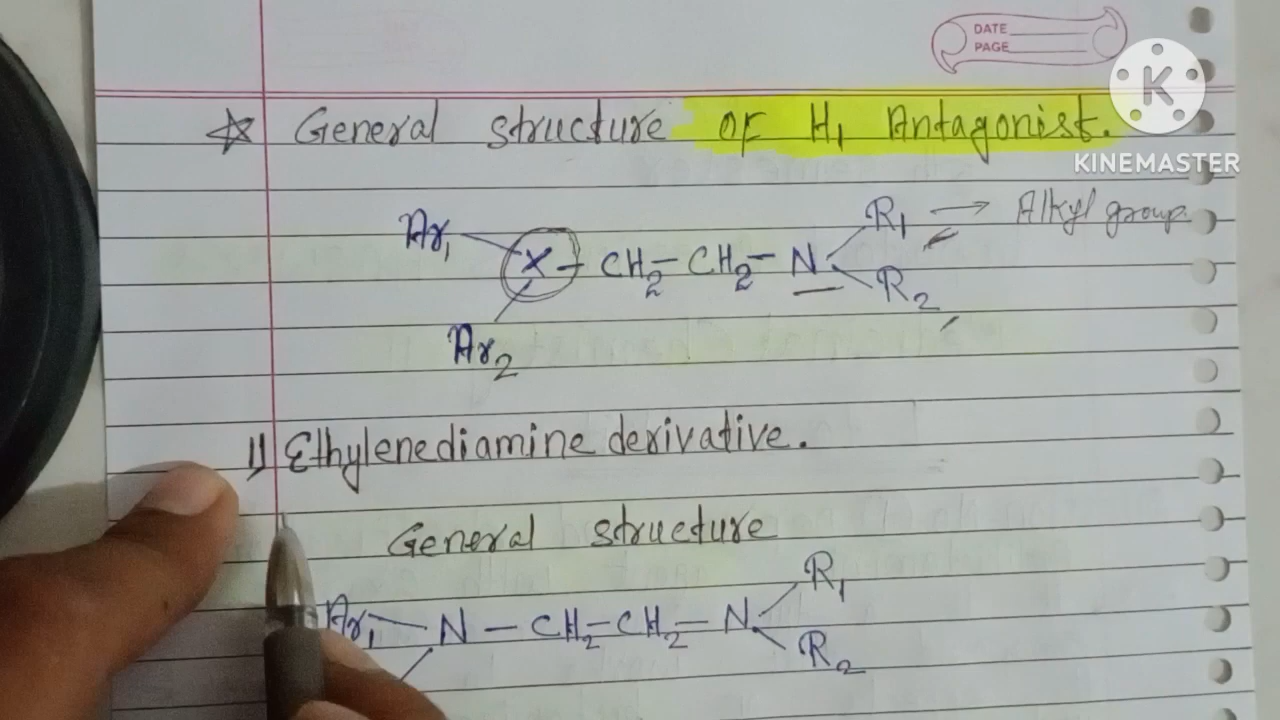 DATE
PAGE
K
KINEMASTER
☆ General structure of H1 Antagonist.
Ar1 X - CH2 - CH2 - N R1 → Alkyl group
R2
Ar2
1) Ethylenediamine derivative.
General structure
Ar1 N - CH2 - CH2 - N R1
R2